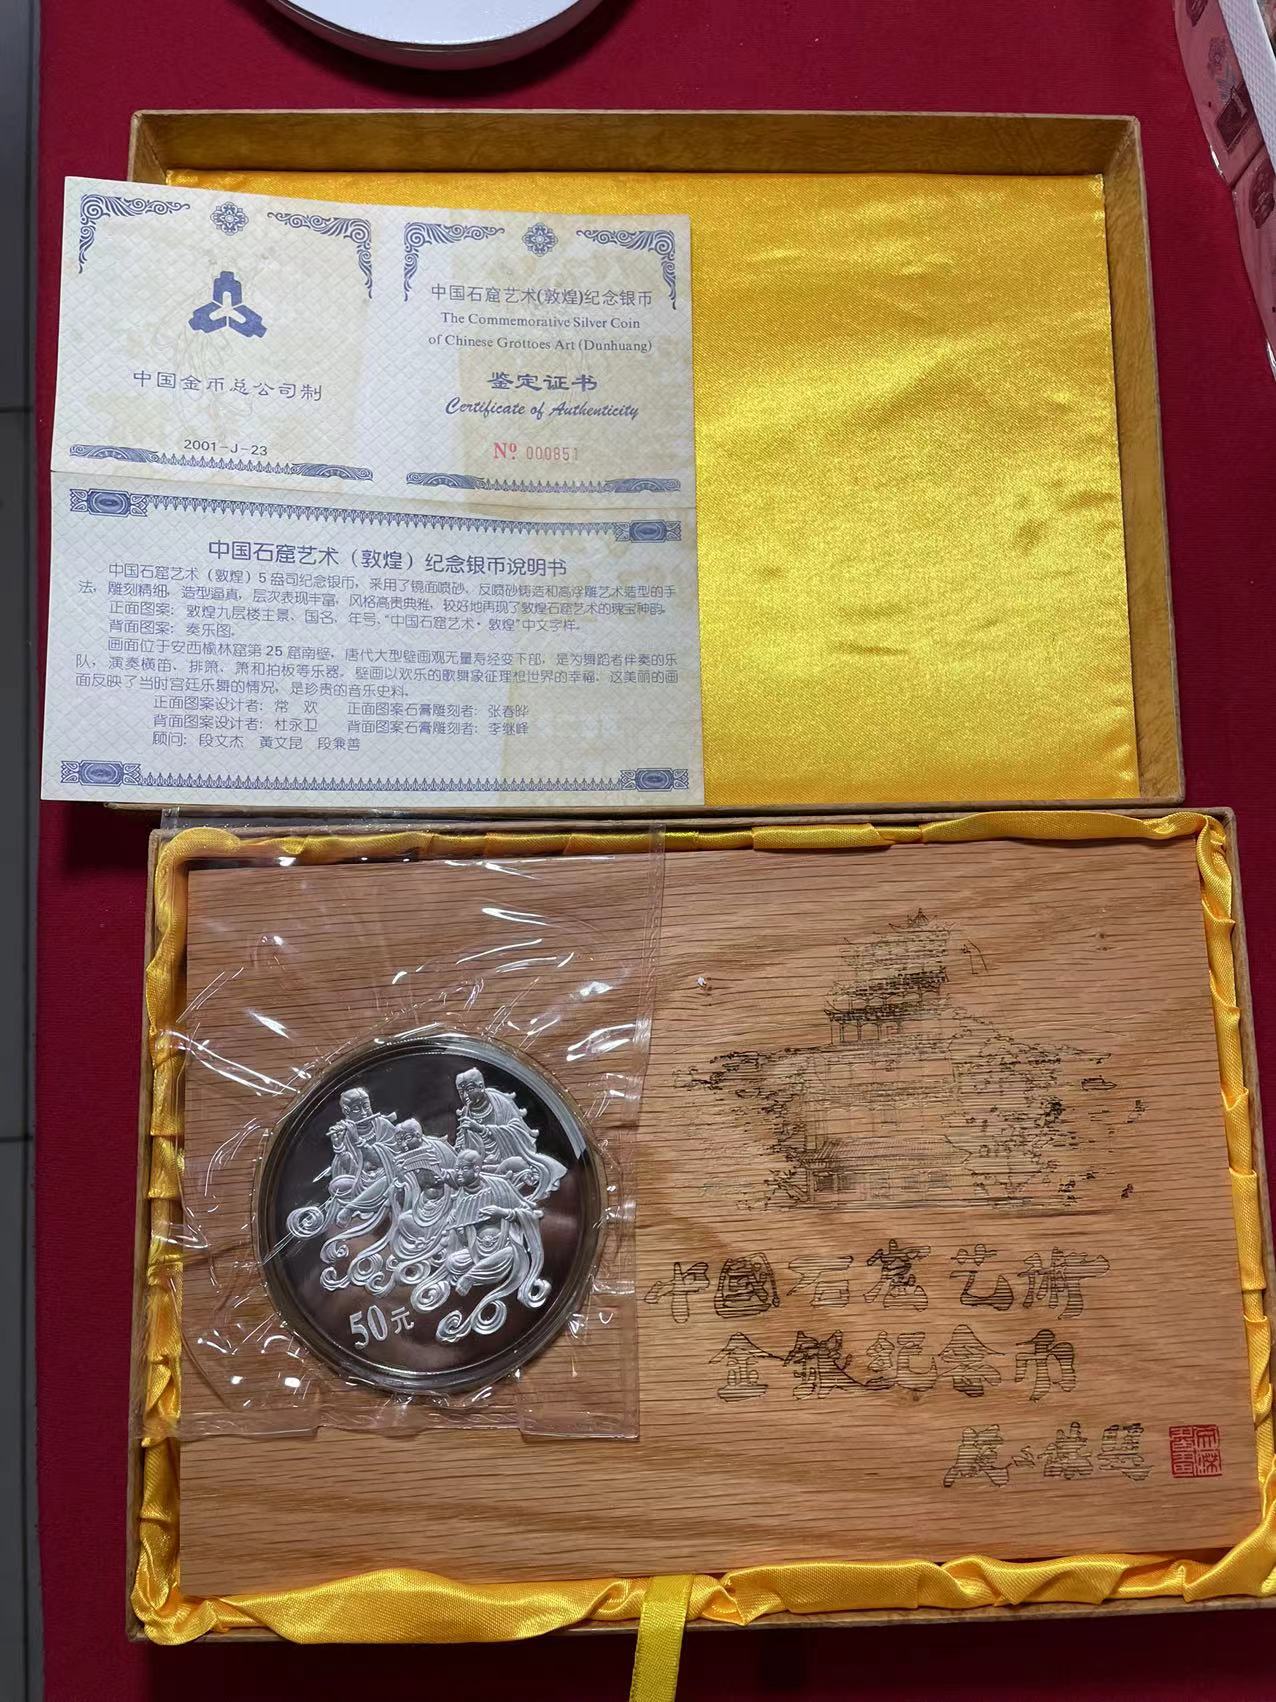 中国金币总公司制
2001-J-23
中国石窟艺术(敦煌)纪念银币
The Commemorative Silver Coin
of Chinese Grottoes Art (Dunhuang)
鉴定证书
Certificate of Authenticity
Nº 000851
中国石窟艺术（敦煌）纪念银币说明书
中国石窟艺术（敦煌）5盎司纪念银币，采用了镜面喷砂，反喷砂铸造和高浮雕艺术造型的手
法，雕刻精细，造型逼真，层次表现丰富，风格高贵典雅，较好地再现了敦煌石窟艺术的瑰宝神韵。
正面图案：敦煌九层楼主景、国名、年号、“中国石窟艺术·敦煌”中文字样。
背面图案：奏乐图。
画面位于安西榆林窟第25窟南壁，唐代大型壁画观无量寿经变下部，是为舞蹈者伴奏的乐
队，演奏横笛、排箫、箫和拍板等乐器，壁画以欢乐的歌舞象征理想世界的幸福，这美丽的画
面反映了当时宫廷乐舞的情况，是珍贵的音乐史料。
正面图案设计者：常 欢 正面图案石膏雕刻者：张春晔
背面图案设计者：杜永卫 背面图案石膏雕刻者：李继峰
顾问：段文杰 黄文昆 段兼善
50元
中國石窟艺術
金銀紀念币